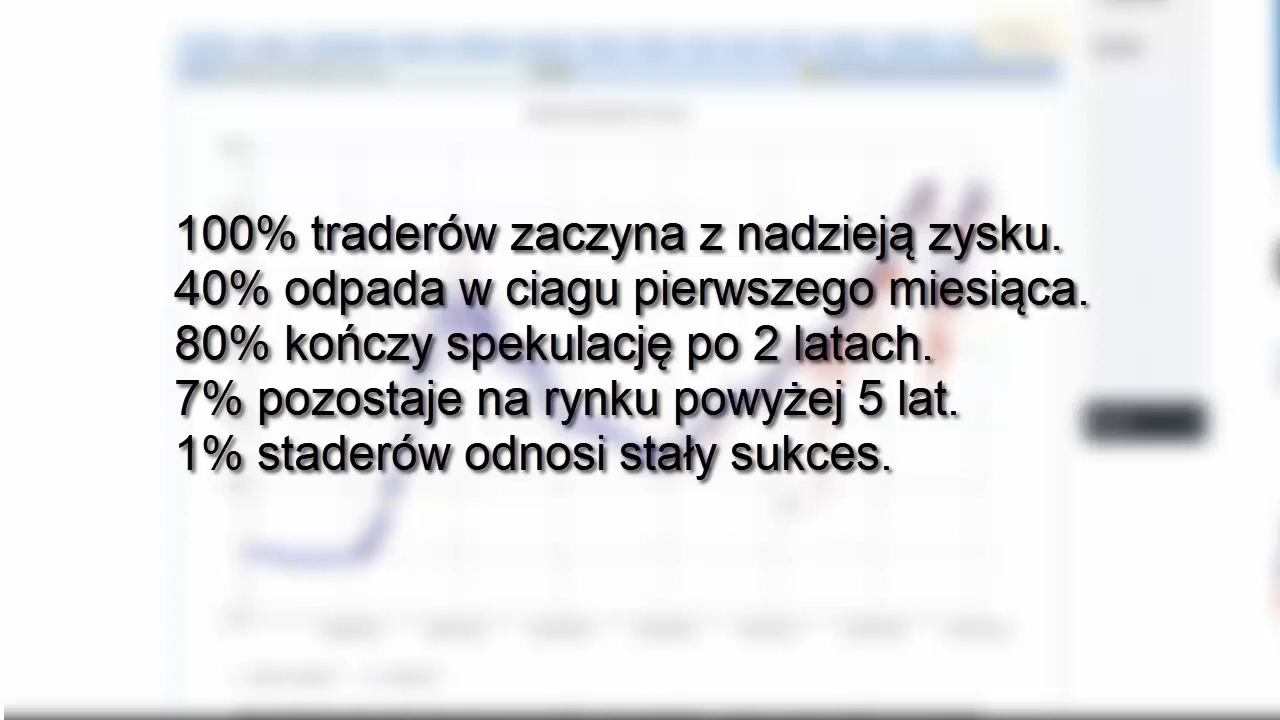 100% traderów zaczyna z nadzieją zysku.
40% odpada w ciagu pierwszego miesiąca.
80% kończy spekulację po 2 latach.
7% pozostaje na rynku powyżej 5 lat.
1% staderów odnosi stały sukces.